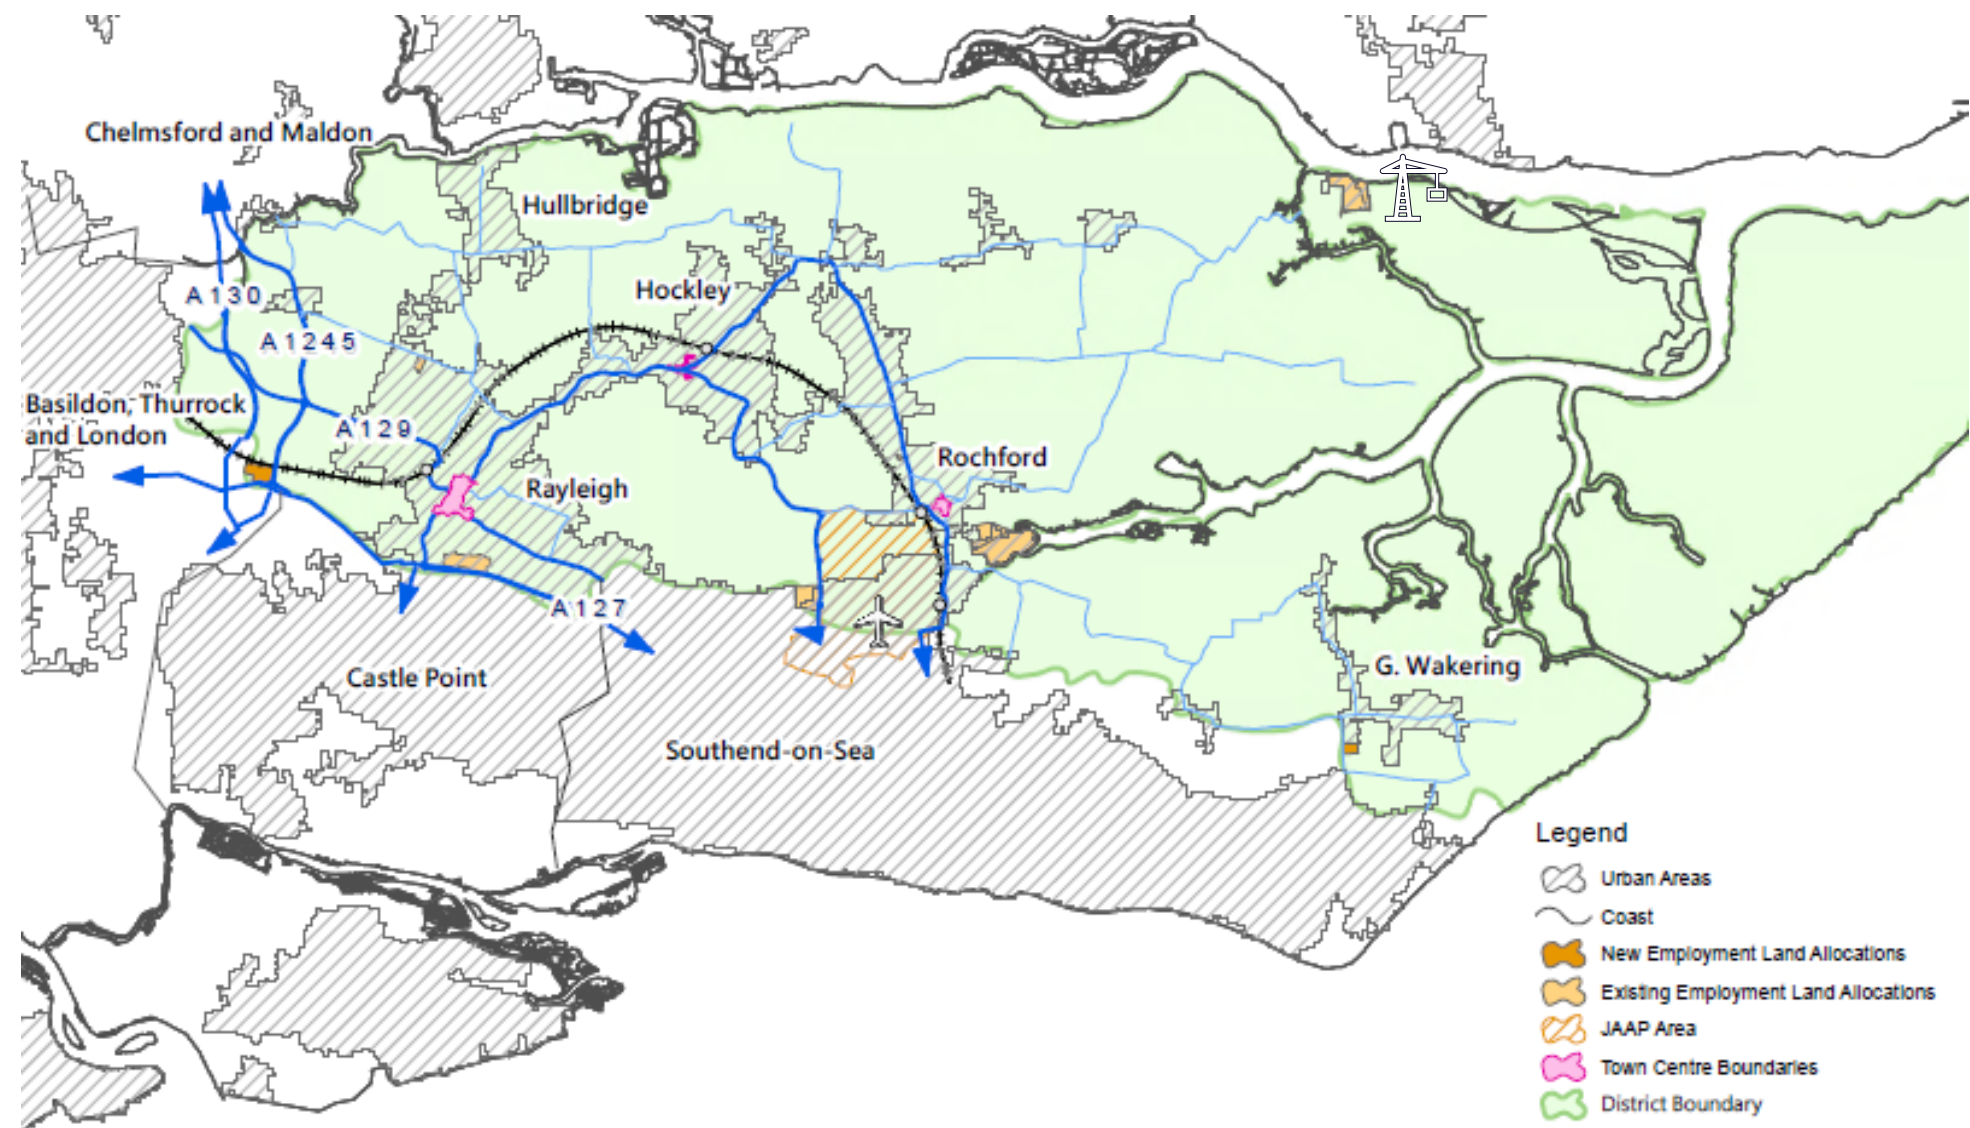 Chelmsford and Maldon
Hullbridge
Hockley
A130
A1245
Basildon, Thurrock
and London
A129
Rochford
Rayleigh
A127
Castle Point
G. Wakering
Southend-on-Sea
Legend
Urban Areas
Coast
New Employment Land Allocations
Existing Employment Land Allocations
JAAP Area
Town Centre Boundaries
District Boundary